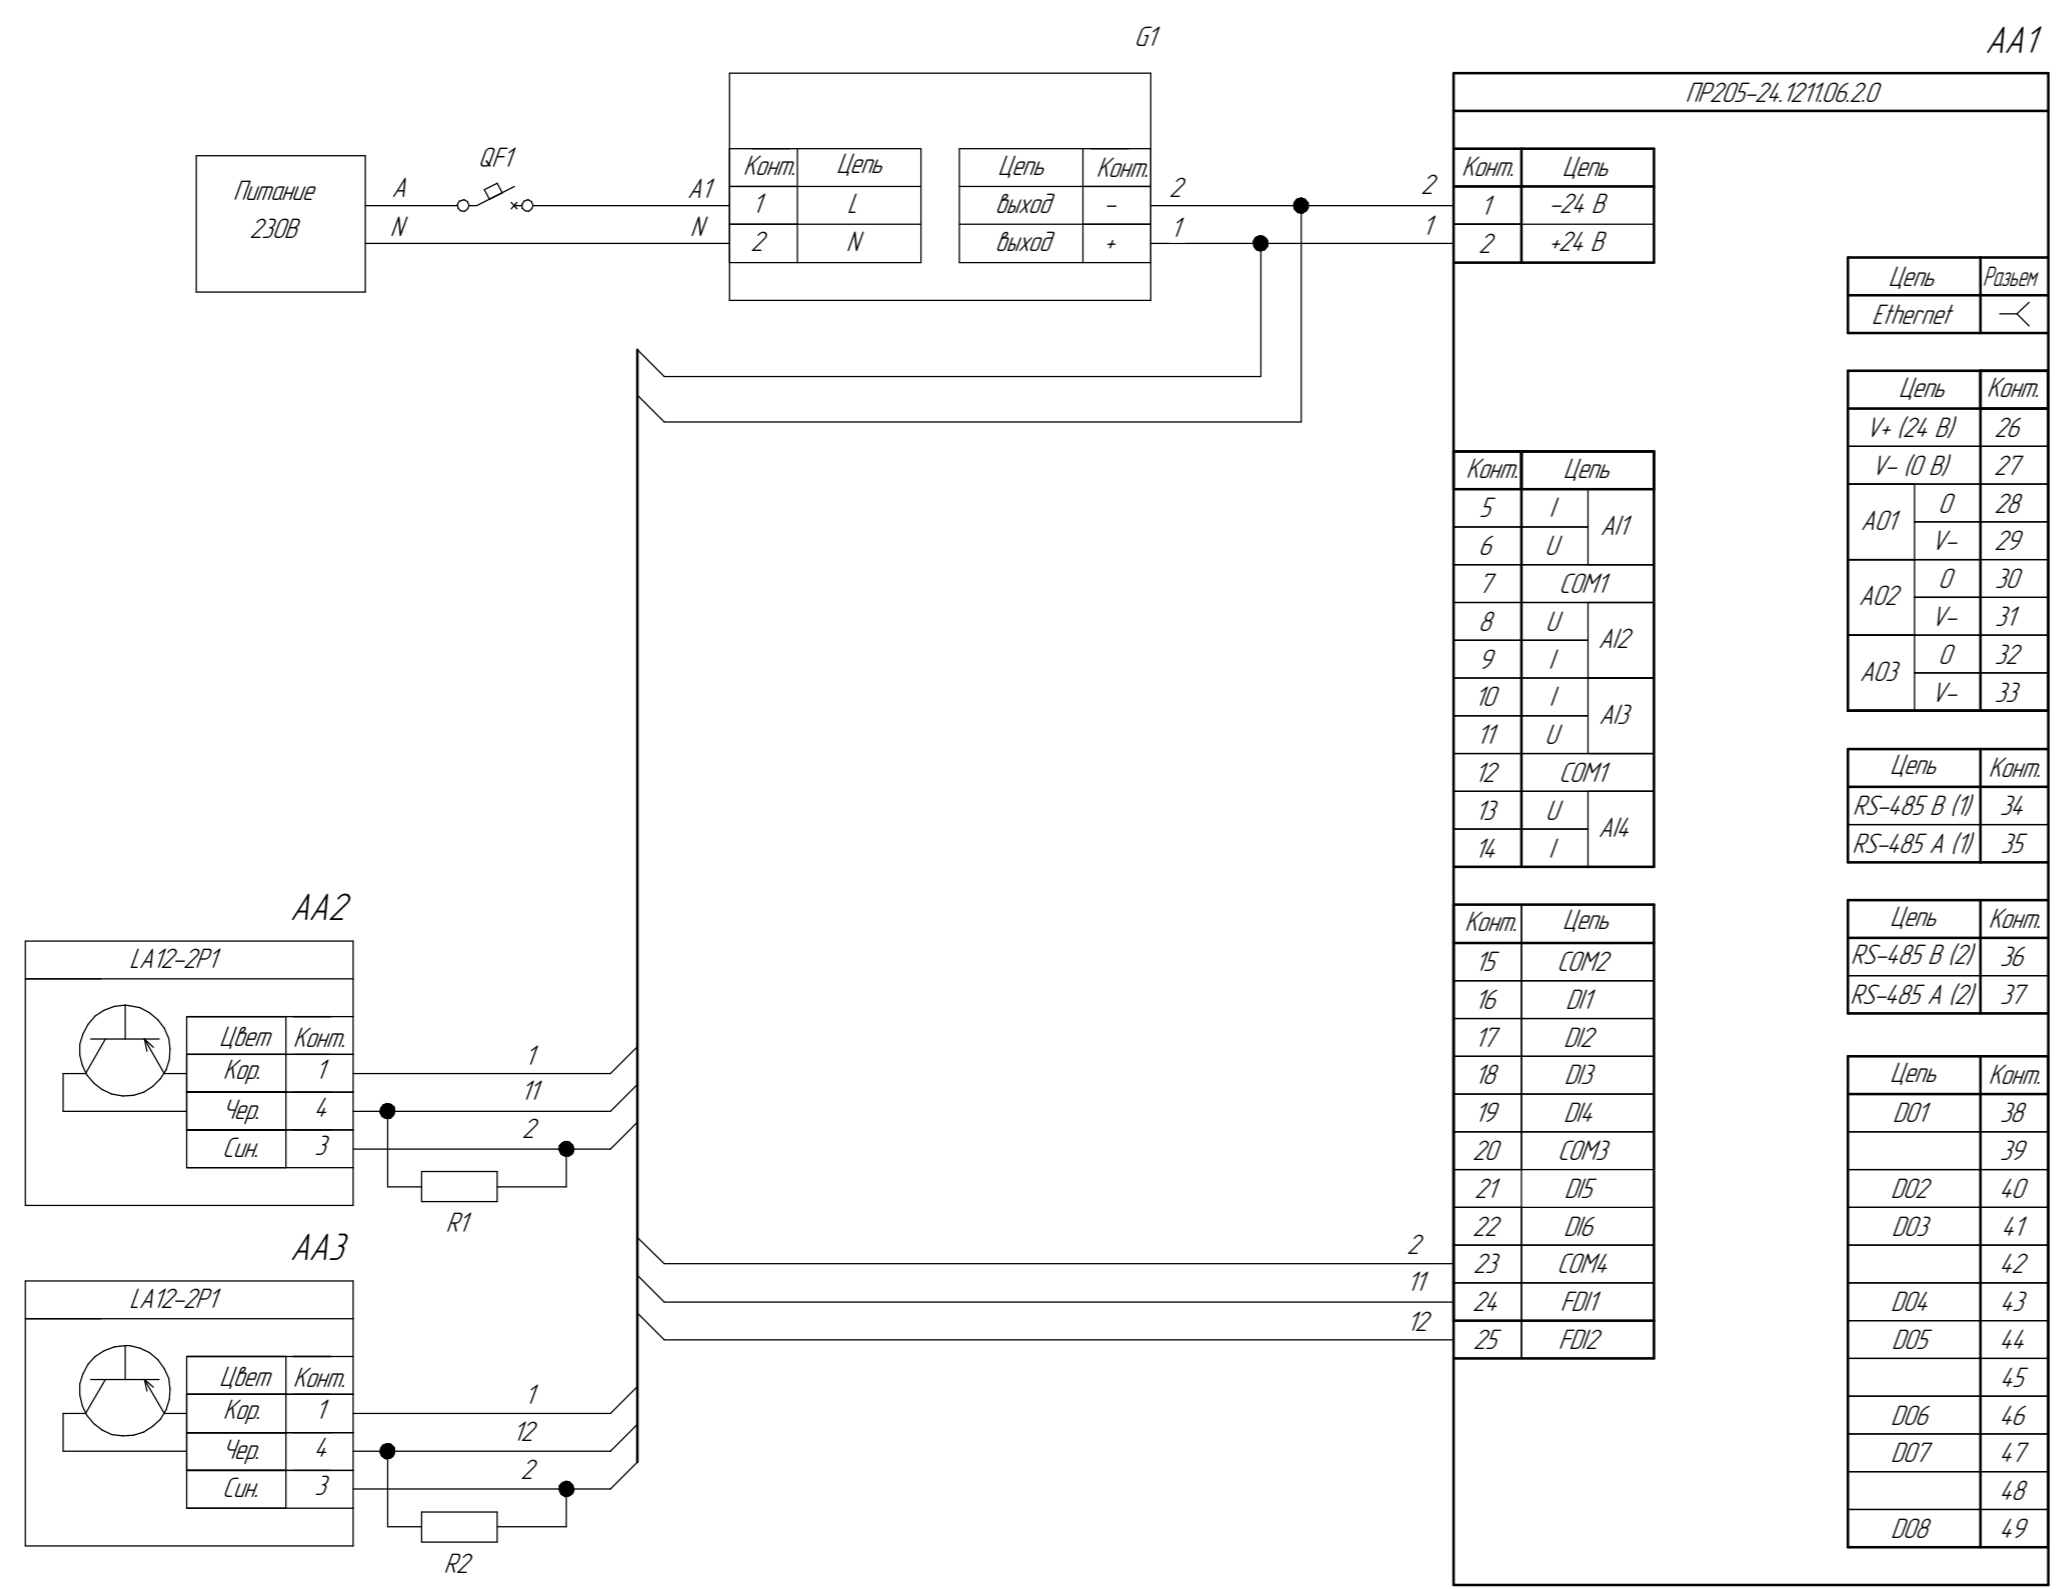 G1
AA1
ПР205-24.1211.06.2.0
Питание
230В
A
N
QF1
A1
N
Конт. Цепь
1 L
2 N
Цепь Конт.
выход -
выход +
2
1
2
1
Конт. Цепь
1 -24 В
2 +24 В
Цепь Разъем
Ethernet
Цепь Конт.
V+ (24 В) 26
V- (0 В) 27
AO1 O 28
V- 29
AO2 O 30
V- 31
AO3 O 32
V- 33
Конт. Цепь
5 I AI1
6 U
7 COM1
8 U AI2
9 I
10 I AI3
11 U
12 COM1
13 U AI4
14 I
Цепь Конт.
RS-485 B (1) 34
RS-485 A (1) 35
Цепь Конт.
RS-485 B (2) 36
RS-485 A (2) 37
Конт. Цепь
15 COM2
16 DI1
17 DI2
18 DI3
19 DI4
20 COM3
21 DI5
22 DI6
23 COM4
24 FDI1
25 FDI2
2
11
12
Цепь Конт.
DO1 38
39
DO2 40
DO3 41
42
DO4 43
DO5 44
45
DO6 46
DO7 47
48
DO8 49
AA2
LA12-2P1
Цвет Конт.
Кор. 1
Чер. 4
Син. 3
1
11
2
R1
AA3
LA12-2P1
Цвет Конт.
Кор. 1
Чер. 4
Син. 3
1
12
2
R2